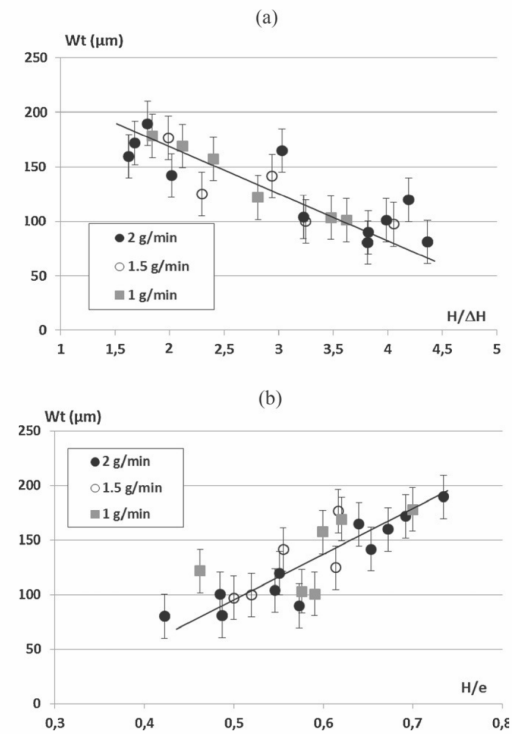 (a)
Wt (µm)
250
200
150
100
50
0
2 g/min
1.5 g/min
1 g/min
H/ΔH
1 1,5 2 2,5 3 3,5 4 4,5 5
(b)
Wt (µm)
250
200
150
100
50
0
2 g/min
1.5 g/min
1 g/min
H/e
0,3 0,4 0,5 0,6 0,7 0,8